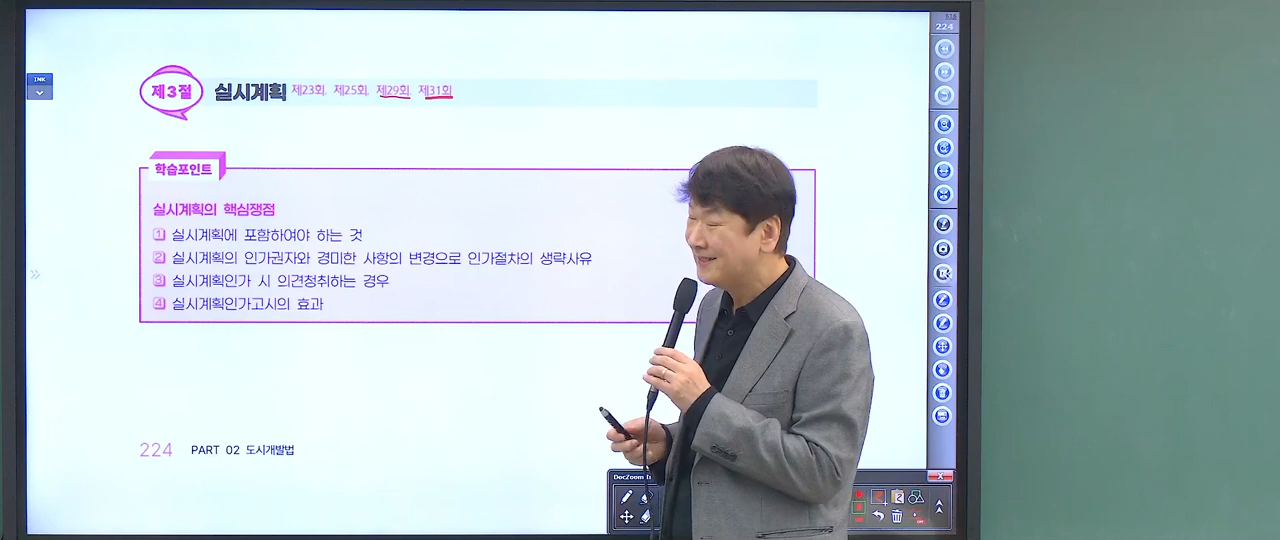 224
INK
제3절 실시계획 제23회, 제25회, 제29회, 제31회
학습포인트
실시계획의 핵심쟁점
1 실시계획에 포함하여야 하는 것
2 실시계획의 인가권자와 경미한 사항의 변경으로 인가절차의 생략사유
3 실시계획인가 시 의견청취하는 경우
4 실시계획인가고시의 효과
224 PART 02 도시개발법
DocZoom
X